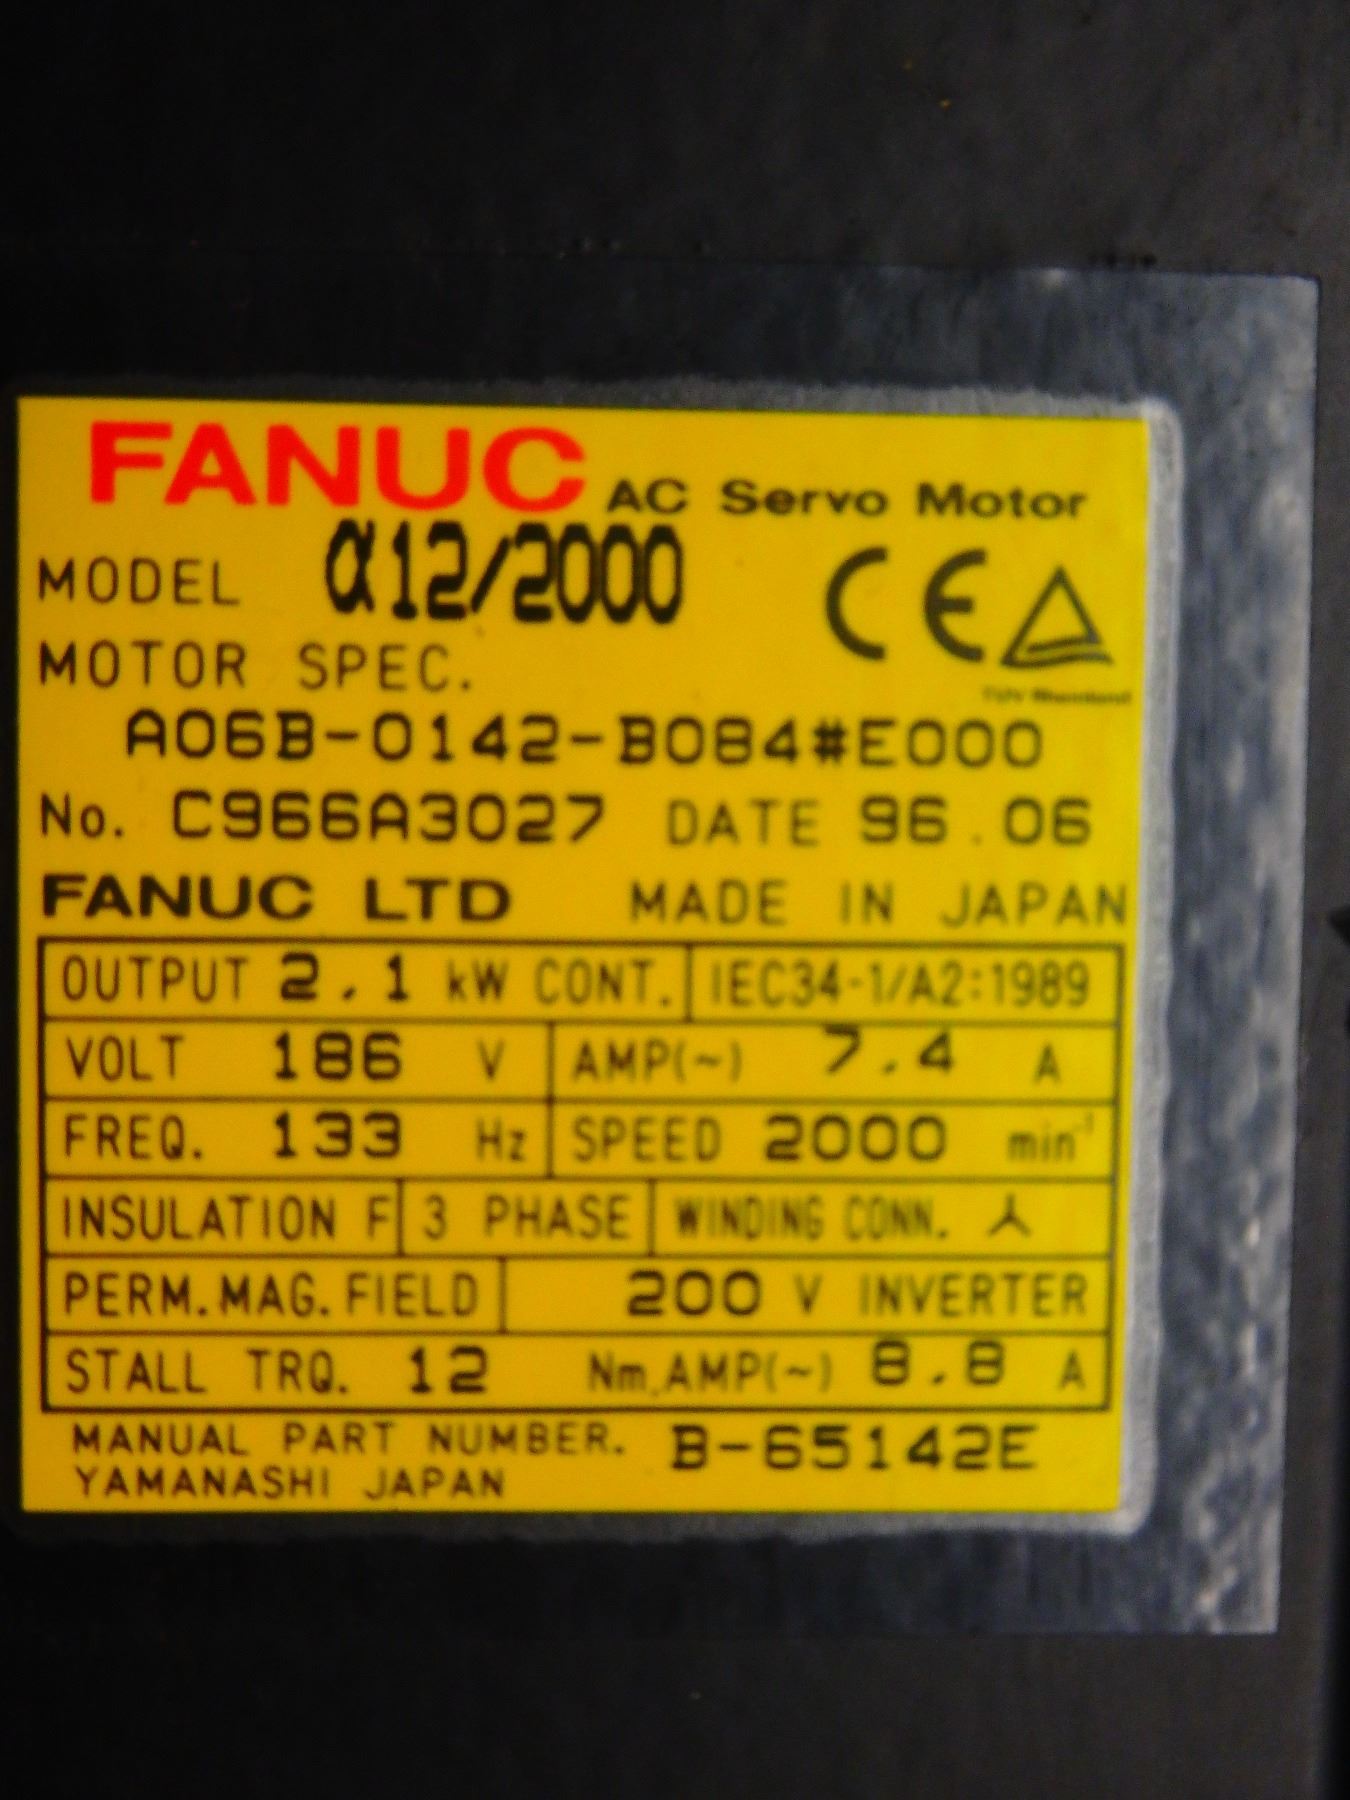 FANUC AC Servo Motor
MODEL α12/2000
CE
MOTOR SPEC.
TÜV Rheinland
A06B-0142-B084#E000
No. C966A3027 DATE 96.06
FANUC LTD MADE IN JAPAN
OUTPUT 2.1 kW CONT. IEC34-1/A2:1989
VOLT 186 V AMP(~) 7.4 A
FREQ. 133 Hz SPEED 2000 min⁻¹
INSULATION F 3 PHASE WINDING CONN.
PERM.MAG.FIELD 200 V INVERTER
STALL TRQ. 12 Nm.AMP(~) 8.8 A
MANUAL PART NUMBER. B-65142E
YAMANASHI JAPAN